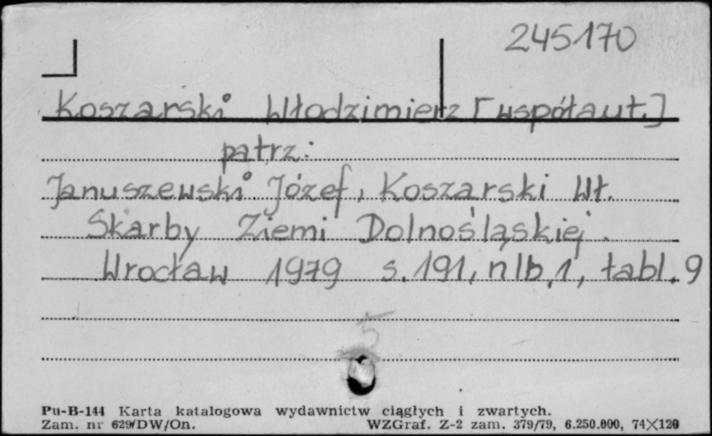 245170
Koszarski Włodzimierz [współaut.]
patrz:
Januszewski Józef, Koszarski Wł.
Skarby Ziemi Dolnośląskiej.
Wrocław 1979 s. 191, nlb. 1, tabl. 9
5
Pu-B-144 Karta katalogowa wydawnictw ciągłych i zwartych.
Zam. nr 629/DW/On. WZGraf. Z-2 zam. 379/79, 6.250.000, 74×120